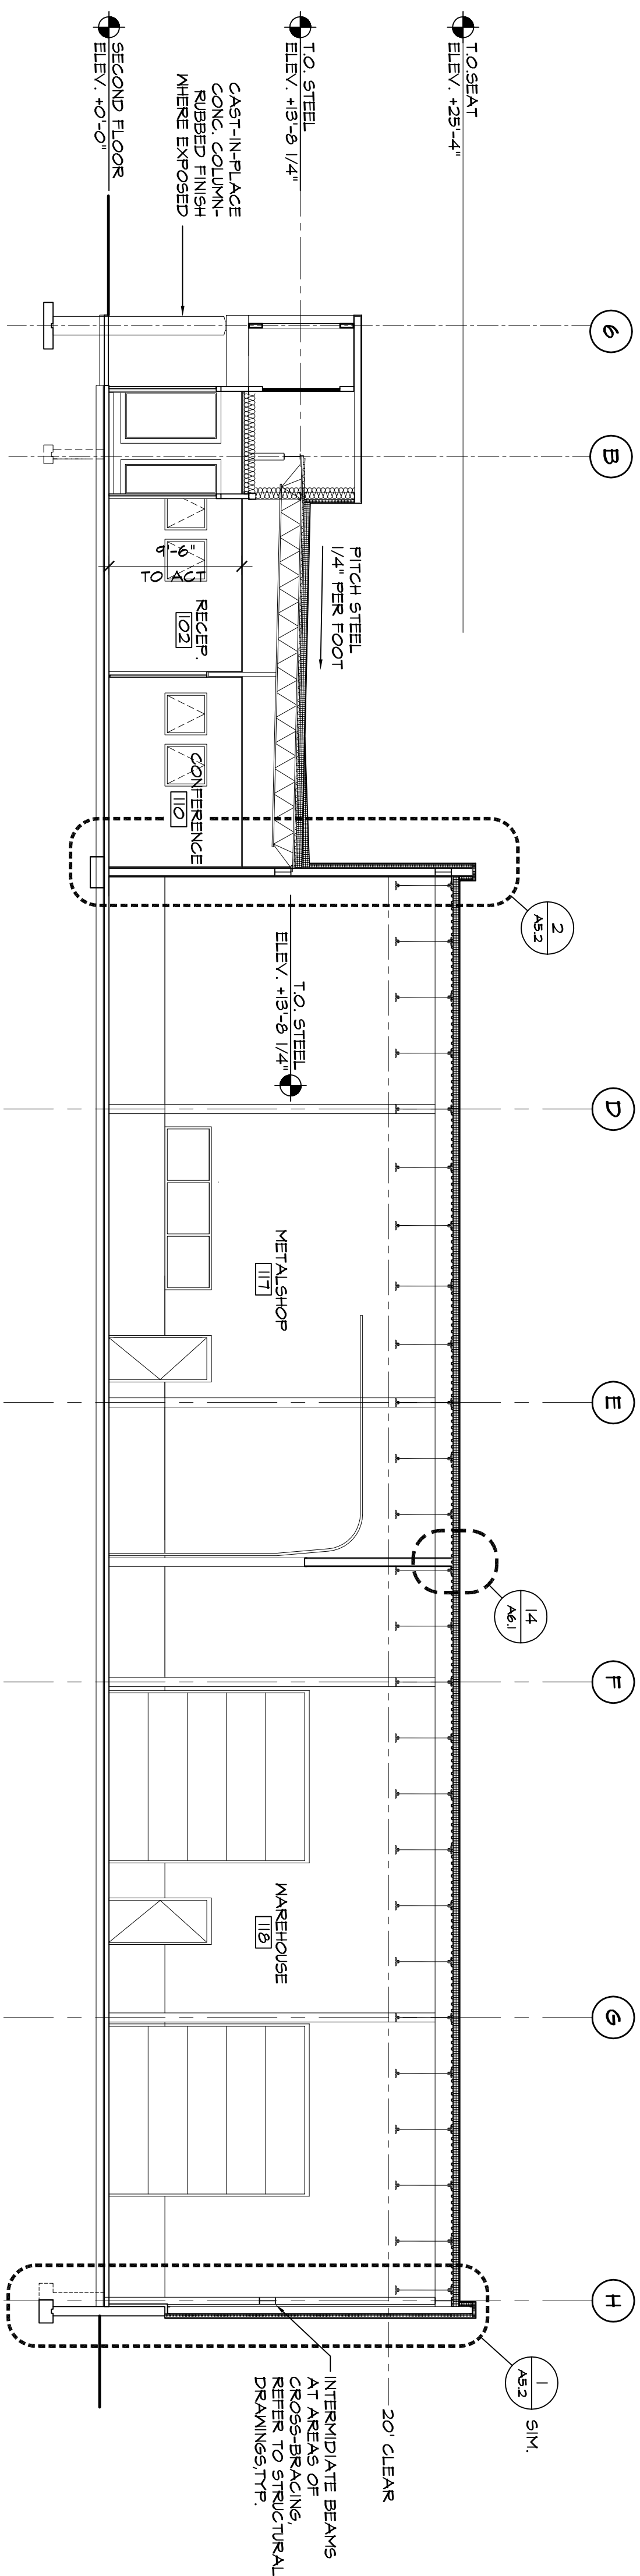 6
B
D
E
F
G
H
T.O.SEAT
ELEV. +25'-4"
T.O. STEEL
ELEV. +13'-8 1/4"
SECOND FLOOR
ELEV. +0'-0"
CAST-IN-PLACE
CONC. COLUMN-
RUBBED FINISH
WHERE EXPOSED
PITCH STEEL
1/4" PER FOOT
9'-6"
TO ACT
RECEP.
102
CONFERENCE
110
2
A5.2
T.O. STEEL
ELEV. +13'-8 1/4"
METALSHOP
117
14
A6.1
WAREHOUSE
118
1
A5.2
SIM.
20' CLEAR
INTERMIDIATE BEAMS
AT AREAS OF
CROSS-BRACING,
REFER TO STRUCTURAL
DRAWINGS,TYP.